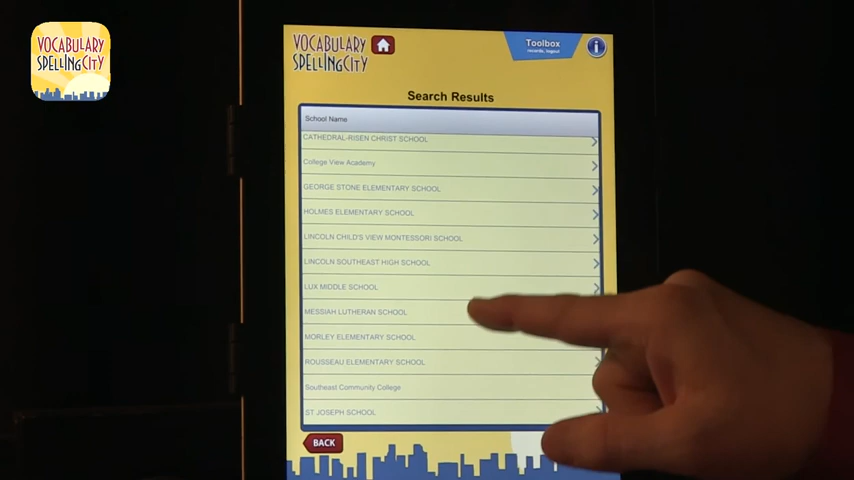 VOCABULARY
SPELLINGCITY
VOCABULARY
SPELLINGCITY
Toolbox
records, logout
i
Search Results
School Name
CATHEDRAL-RISEN CHRIST SCHOOL
College View Academy
GEORGE STONE ELEMENTARY SCHOOL
HOLMES ELEMENTARY SCHOOL
LINCOLN CHILD'S VIEW MONTESSORI SCHOOL
LINCOLN SOUTHEAST HIGH SCHOOL
LUX MIDDLE SCHOOL
MESSIAH LUTHERAN SCHOOL
MORLEY ELEMENTARY SCHOOL
ROUSSEAU ELEMENTARY SCHOOL
Southeast Community College
ST JOSEPH SCHOOL
BACK